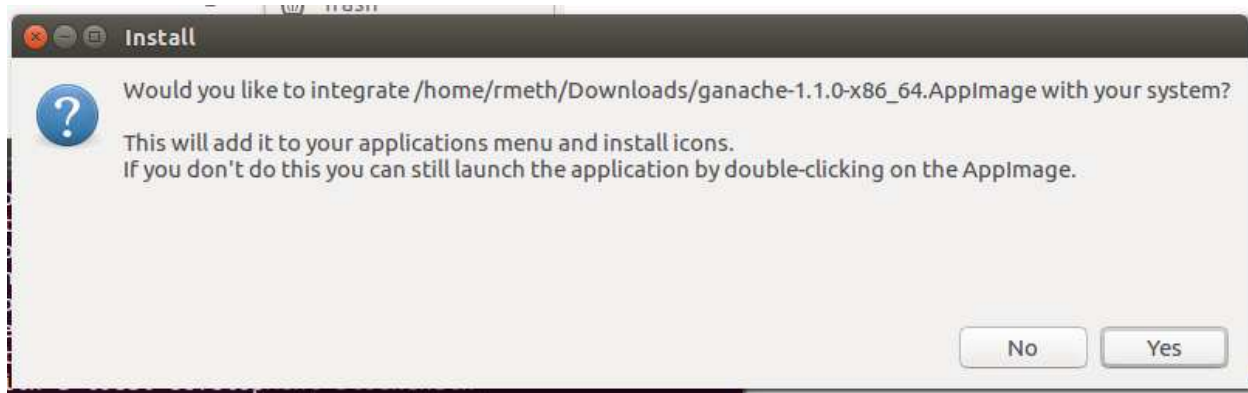 Trash
Install
Would you like to integrate /home/rmeth/Downloads/ganache-1.1.0-x86_64.AppImage with your system?
This will add it to your applications menu and install icons.
If you don't do this you can still launch the application by double-clicking on the AppImage.
No
Yes